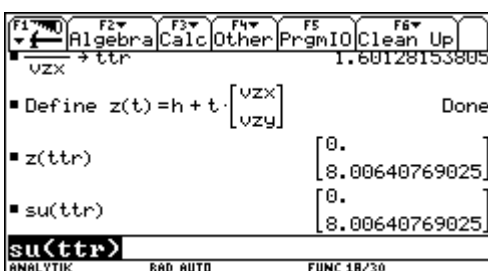 F1 F2 F3 F4 F5 F6
Algebra Calc Other PrgmIO Clean Up
▪ ─── → ttr 1.60128153805
vzx
▪ Define z(t)=h+t·[vzx
vzy] Done
▪ z(ttr) [0.
8.00640769025]
▪ su(ttr) [0.
8.00640769025]
su(ttr)
ANALYTIK RAD AUTO FUNC 18/30